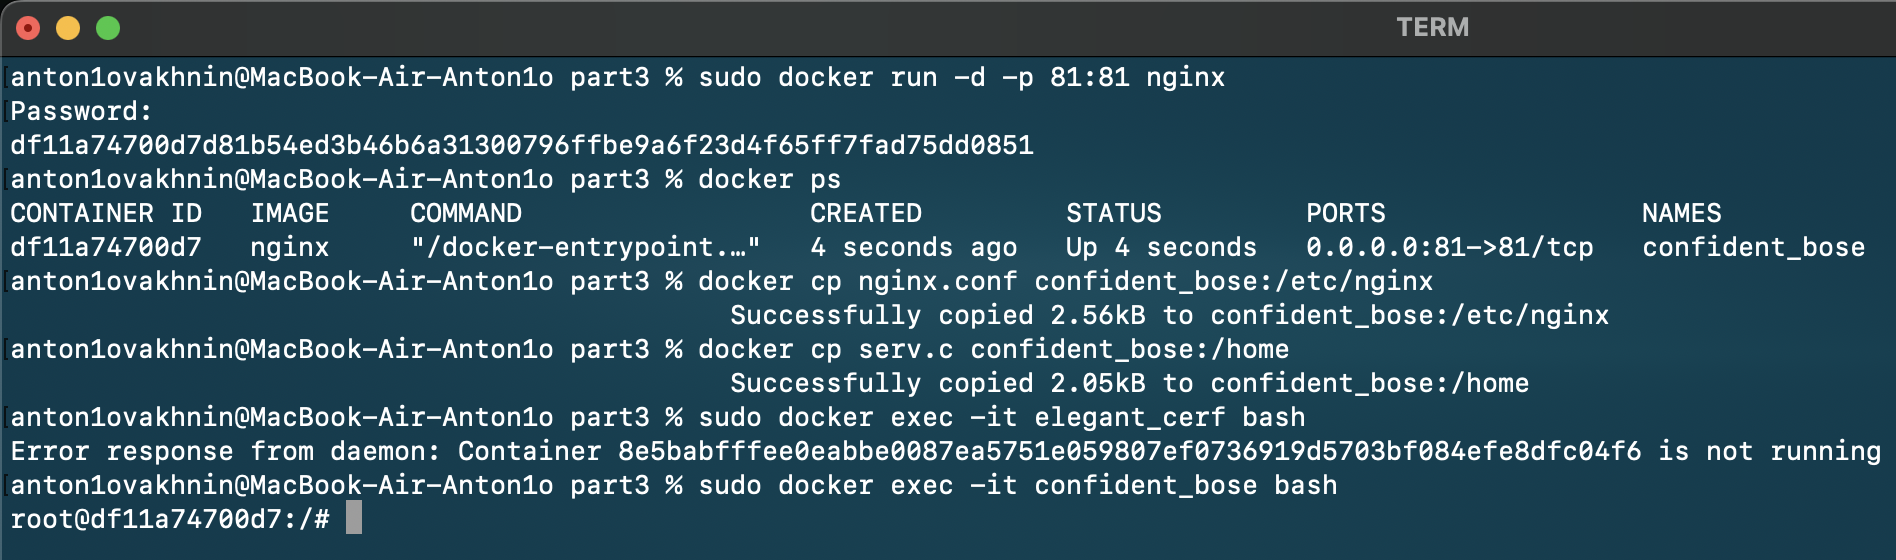 TERM
anton1ovakhnin@MacBook-Air-Anton1o part3 % sudo docker run -d -p 81:81 nginx
Password:
df11a74700d7d81b54ed3b46b6a31300796ffbe9a6f23d4f65ff7fad75dd0851
anton1ovakhnin@MacBook-Air-Anton1o part3 % docker ps
CONTAINER ID   IMAGE     COMMAND                  CREATED         STATUS         PORTS                NAMES
df11a74700d7   nginx     "/docker-entrypoint.…"   4 seconds ago   Up 4 seconds   0.0.0.0:81->81/tcp   confident_bose
anton1ovakhnin@MacBook-Air-Anton1o part3 % docker cp nginx.conf confident_bose:/etc/nginx
Successfully copied 2.56kB to confident_bose:/etc/nginx
anton1ovakhnin@MacBook-Air-Anton1o part3 % docker cp serv.c confident_bose:/home
Successfully copied 2.05kB to confident_bose:/home
anton1ovakhnin@MacBook-Air-Anton1o part3 % sudo docker exec -it elegant_cerf bash
Error response from daemon: Container 8e5babfffee0eabbe0087ea5751e059807ef0736919d5703bf084efe8dfc04f6 is not running
anton1ovakhnin@MacBook-Air-Anton1o part3 % sudo docker exec -it confident_bose bash
root@df11a74700d7:/#